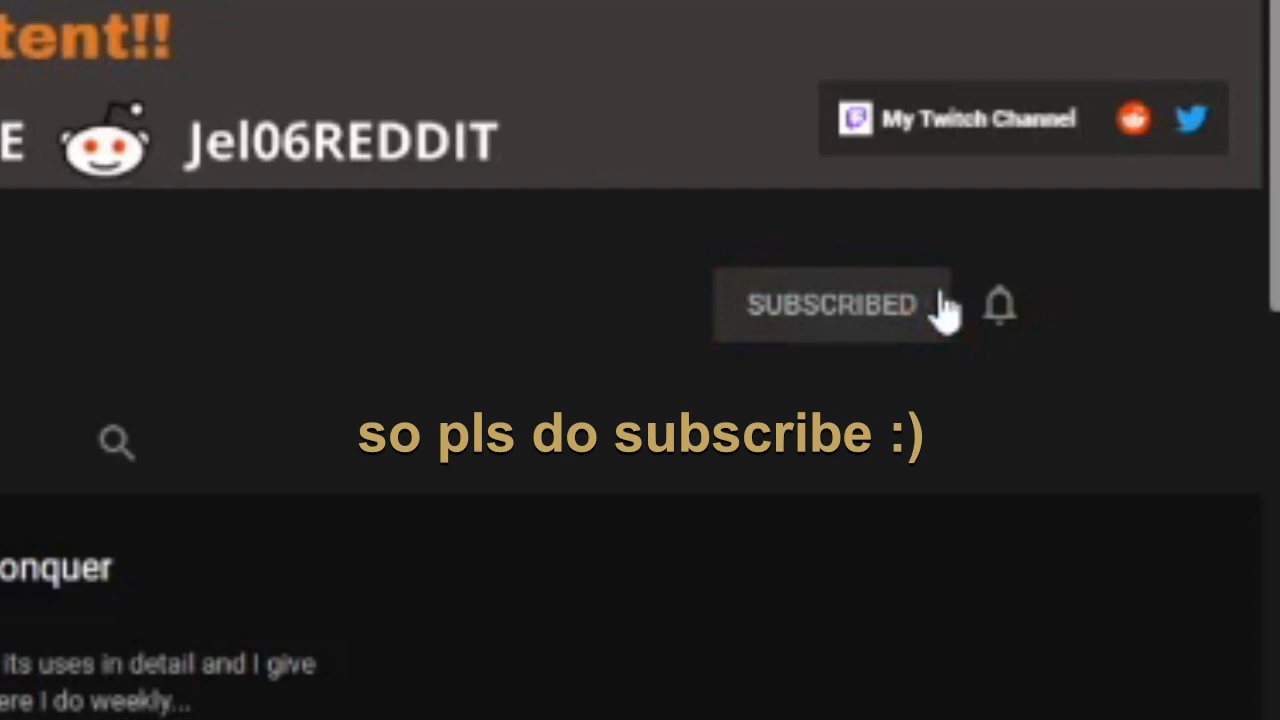 tent!!
E Jel06REDDIT
My Twitch Channel
SUBSCRIBED
so pls do subscribe :)
onquer
its uses in detail and I give
ere I do weekly...